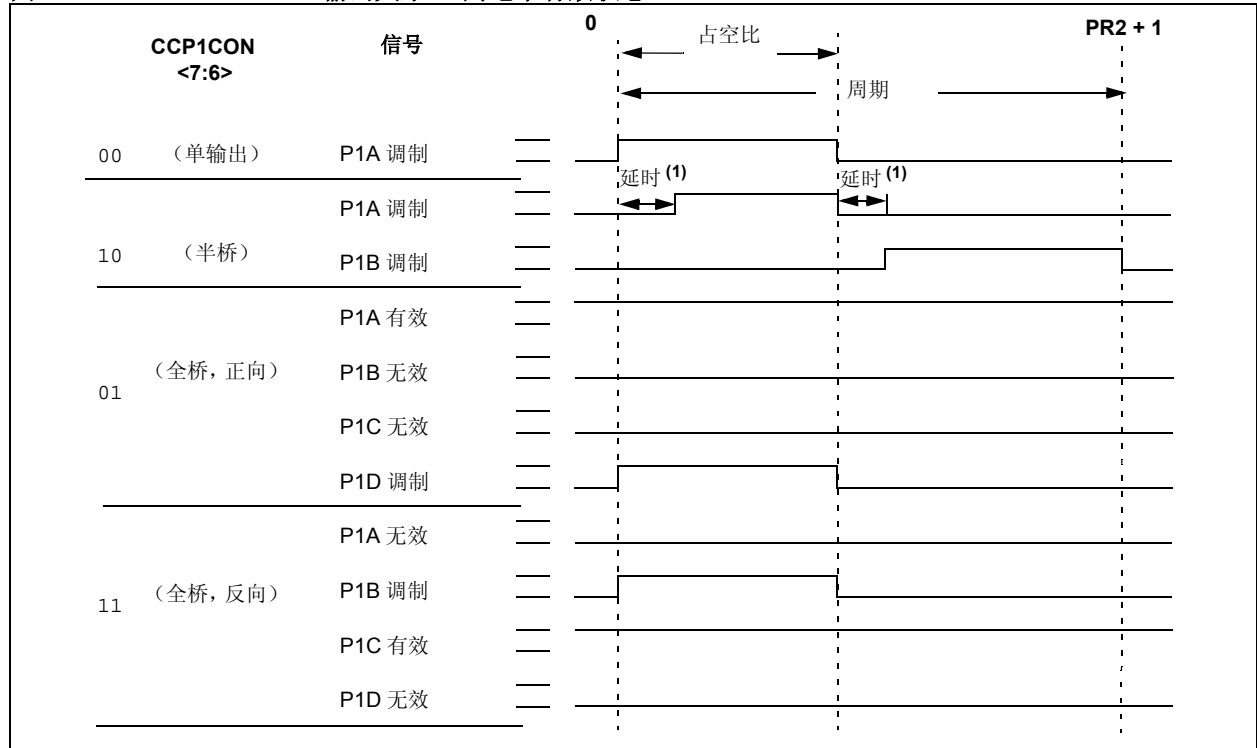 0
PR2 + 1
CCP1CON
<7:6>
信号
占空比
周期
00 （单输出） P1A 调制
延时(1) 延时(1)
P1A 调制
10 （半桥）
P1B 调制
P1A 有效
01 （全桥，正向） P1B 无效
P1C 无效
P1D 调制
P1A 无效
11 （全桥，反向） P1B 调制
P1C 有效
P1D 无效